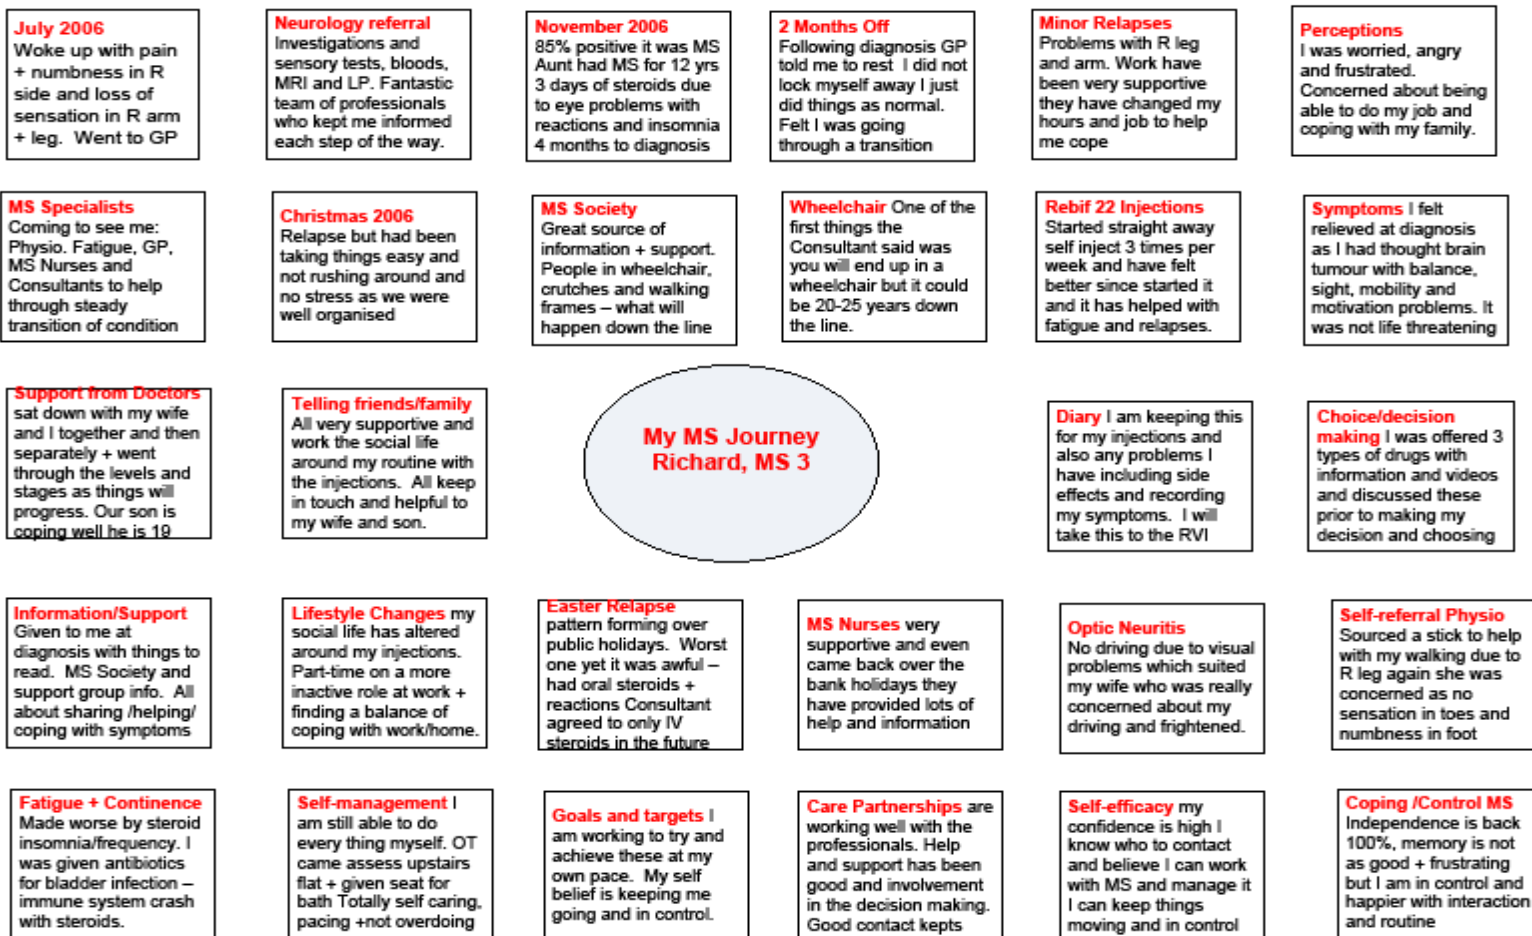 July 2006
Woke up with pain
+ numbness in R
side and loss of
sensation in R arm
+ leg. Went to GP
Neurology referral
Investigations and
sensory tests, bloods,
MRI and LP. Fantastic
team of professionals
who kept me informed
each step of the way.
November 2006
85% positive it was MS
Aunt had MS for 12 yrs
3 days of steroids due
to eye problems with
reactions and insomnia
4 months to diagnosis
2 Months Off
Following diagnosis GP
told me to rest I did not
lock myself away I just
did things as normal.
Felt I was going
through a transition
Minor Relapses
Problems with R leg
and arm. Work have
been very supportive
they have changed my
hours and job to help
me cope
Perceptions
I was worried, angry
and frustrated.
Concerned about being
able to do my job and
coping with my family.
MS Specialists
Coming to see me:
Physio. Fatigue, GP,
MS Nurses and
Consultants to help
through steady
transition of condition
Christmas 2006
Relapse but had been
taking things easy and
not rushing around and
no stress as we were
well organised
MS Society
Great source of
information + support.
People in wheelchair,
crutches and walking
frames – what will
happen down the line
Wheelchair One of the
first things the
Consultant said was
you will end up in a
wheelchair but it could
be 20-25 years down
the line.
Rebif 22 Injections
Started straight away
self inject 3 times per
week and have felt
better since started it
and it has helped with
fatigue and relapses.
Symptoms I felt
relieved at diagnosis
as I had thought brain
tumour with balance,
sight, mobility and
motivation problems. It
was not life threatening
Support from Doctors
sat down with my wife
and I together and then
separately + went
through the levels and
stages as things will
progress. Our son is
coping well he is 19
Telling friends/family
All very supportive and
work the social life
around my routine with
the injections. All keep
in touch and helpful to
my wife and son.
My MS Journey
Richard, MS 3
Diary I am keeping this
for my injections and
also any problems I
have including side
effects and recording
my symptoms. I will
take this to the RVI
Choice/decision
making I was offered 3
types of drugs with
information and videos
and discussed these
prior to making my
decision and choosing
Information/Support
Given to me at
diagnosis with things to
read. MS Society and
support group info. All
about sharing /helping/
coping with symptoms
Lifestyle Changes my
social life has altered
around my injections.
Part-time on a more
inactive role at work +
finding a balance of
coping with work/home.
Easter Relapse
pattern forming over
public holidays. Worst
one yet it was awful –
had oral steroids +
reactions Consultant
agreed to only IV
steroids in the future
MS Nurses very
supportive and even
came back over the
bank holidays they
have provided lots of
help and information
Optic Neuritis
No driving due to visual
problems which suited
my wife who was really
concerned about my
driving and frightened.
Self-referral Physio
Sourced a stick to help
with my walking due to
R leg again she was
concerned as no
sensation in toes and
numbness in foot
Fatigue + Continence
Made worse by steroid
insomnia/frequency. I
was given antibiotics
for bladder infection –
immune system crash
with steroids.
Self-management I
am still able to do
every thing myself. OT
came assess upstairs
flat + given seat for
bath Totally self caring,
pacing +not overdoing
Goals and targets I
am working to try and
achieve these at my
own pace. My self
belief is keeping me
going and in control.
Care Partnerships are
working well with the
professionals. Help
and support has been
good and involvement
in the decision making.
Good contact kepts
Self-efficacy my
confidence is high I
know who to contact
and believe I can work
with MS and manage it
I can keep things
moving and in control
Coping /Control MS
Independence is back
100%, memory is not
as good + frustrating
but I am in control and
happier with interaction
and routine